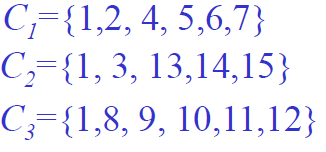 C₁={1,2, 4, 5,6,7}
C₂={1, 3, 13,14,15}
C₃={1,8, 9, 10,11,12}